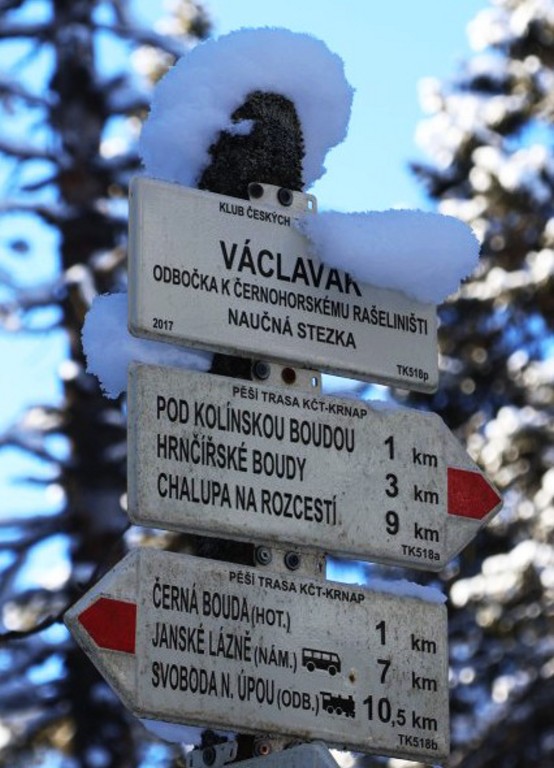 KLUB ČESKÝCH
VÁCLAVÁK
ODBOČKA K ČERNOHORSKÉMU RAŠELINIŠTI
NAUČNÁ STEZKA
2017
TK518p
PĚŠÍ TRASA KČT-KRNAP
POD KOLÍNSKOU BOUDOU 1 km
HRNČÍŘSKÉ BOUDY 3 km
CHALUPA NA ROZCESTÍ 9 km
TK518a
PĚŠÍ TRASA KČT-KRNAP
ČERNÁ BOUDA (HOT.) 1 km
JANSKÉ LÁZNĚ (NÁM.) 7 km
SVOBODA N. ÚPOU (ODB.) 10,5 km
TK518b